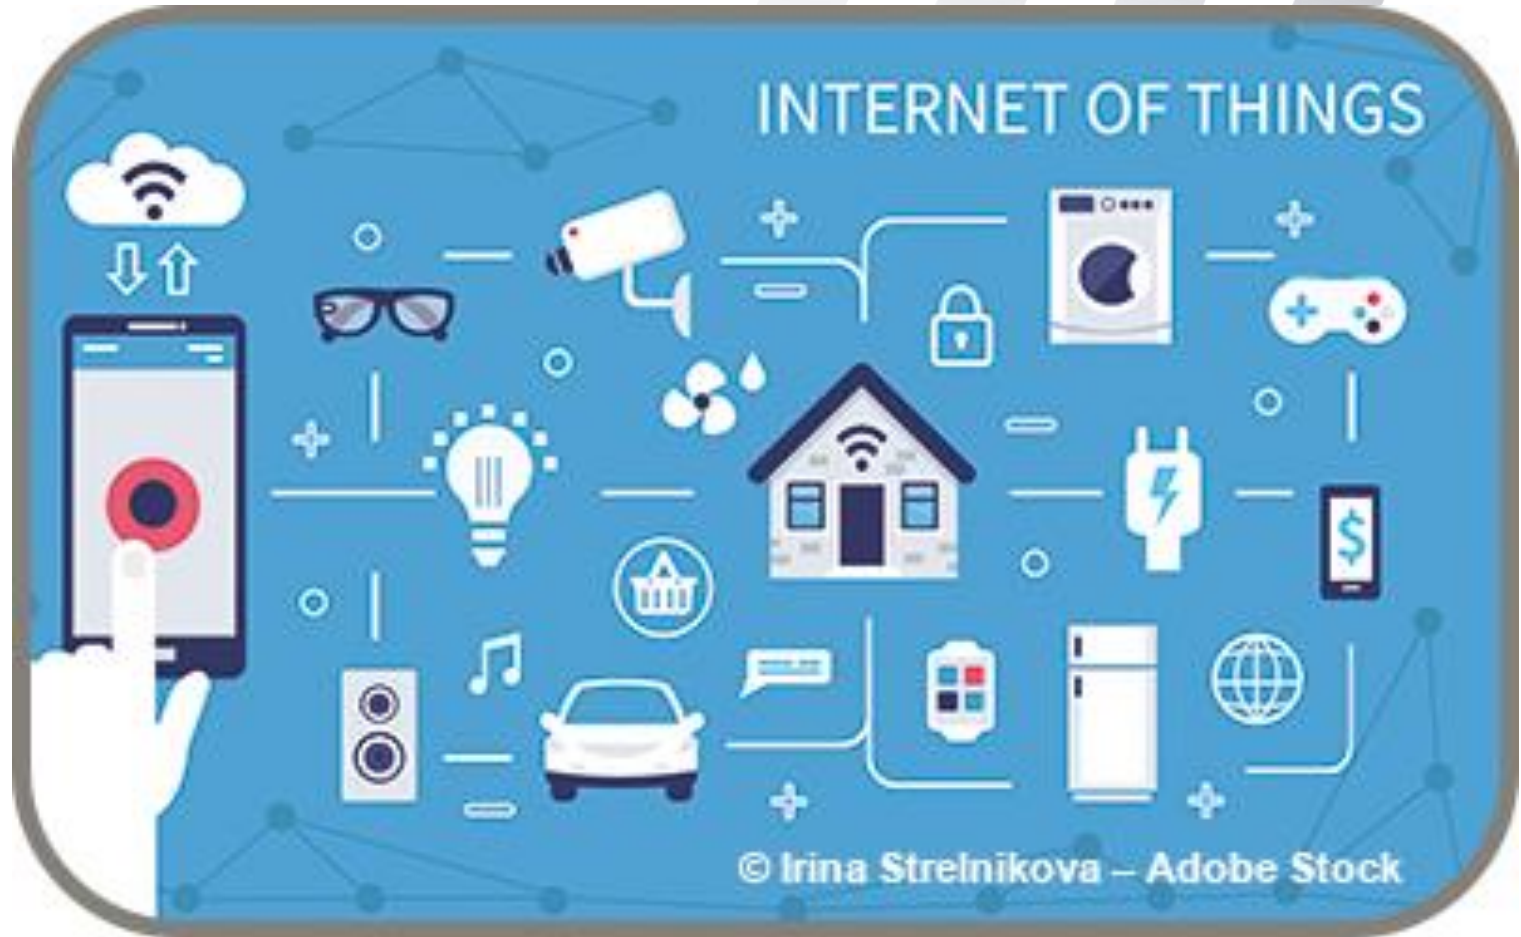 INTERNET OF THINGS
$
© Irina Strelnikova – Adobe Stock